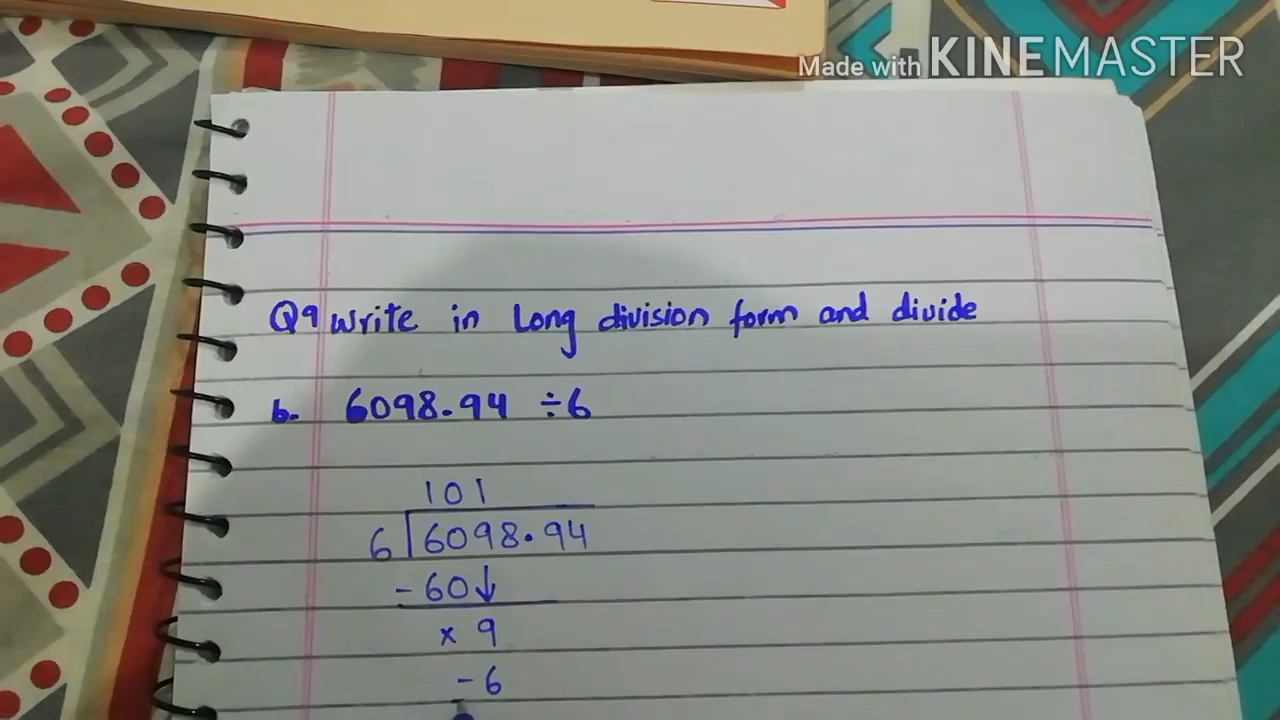 Made with KINEMASTER
Q9 Write in Long division form and divide
b. 6098.94 ÷6
101
6 6098.94
- 60↓
× 9
- 6